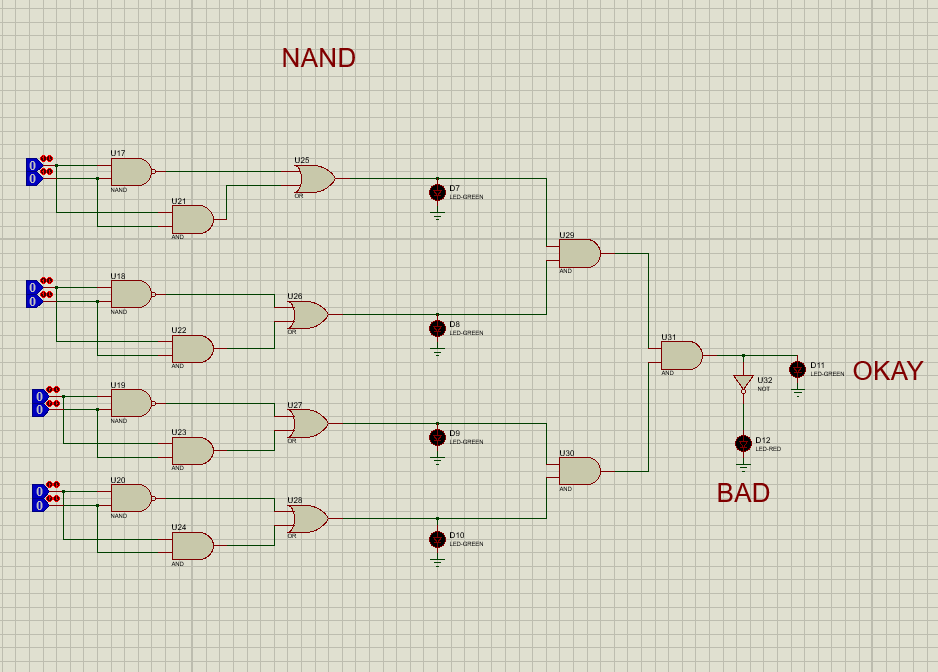 NAND
U17
0
0
NAND
U25
OR
U21
AND
D7
LED-GREEN
U29
AND
U18
0
0
NAND
U26
OR
U22
AND
D8
LED-GREEN
U31
AND
D11
LED-GREEN
OKAY
U32
NOT
U19
0
0
NAND
U27
OR
U23
AND
D9
LED-GREEN
D12
LED-RED
U30
AND
BAD
U20
0
0
NAND
U28
OR
U24
AND
D10
LED-GREEN